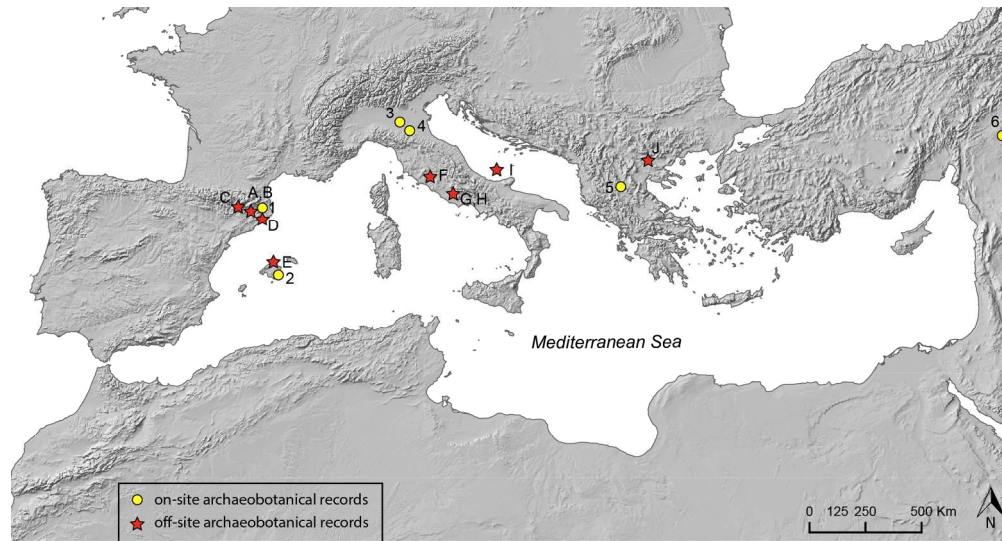 3
4
6
J
I
F
5
G,H
A,B
C
1
D
E
2
Mediterranean Sea
on-site archaeobotanical records
off-site archaeobotanical records
0 125 250 500 Km
N